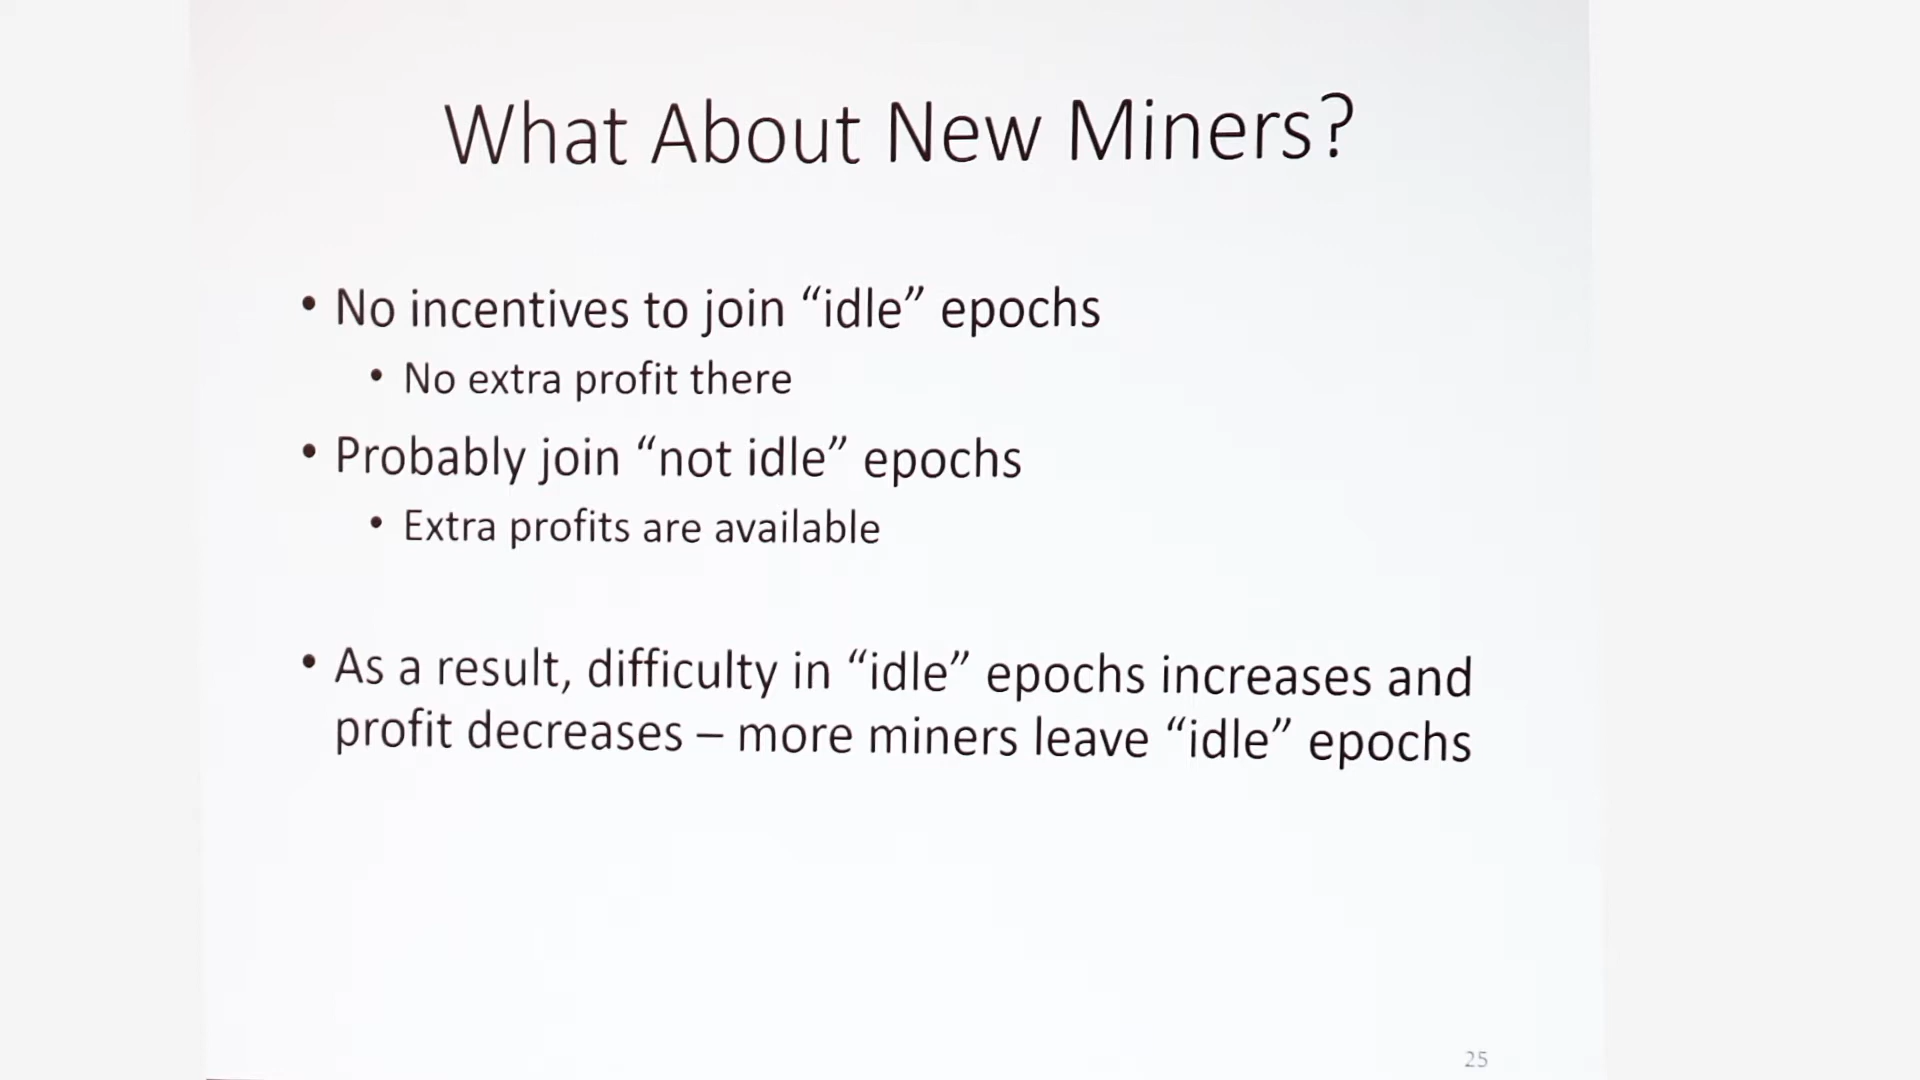 What About New Miners?
• No incentives to join “idle” epochs
• No extra profit there
• Probably join “not idle” epochs
• Extra profits are available
• As a result, difficulty in “idle” epochs increases and
profit decreases – more miners leave “idle” epochs
25